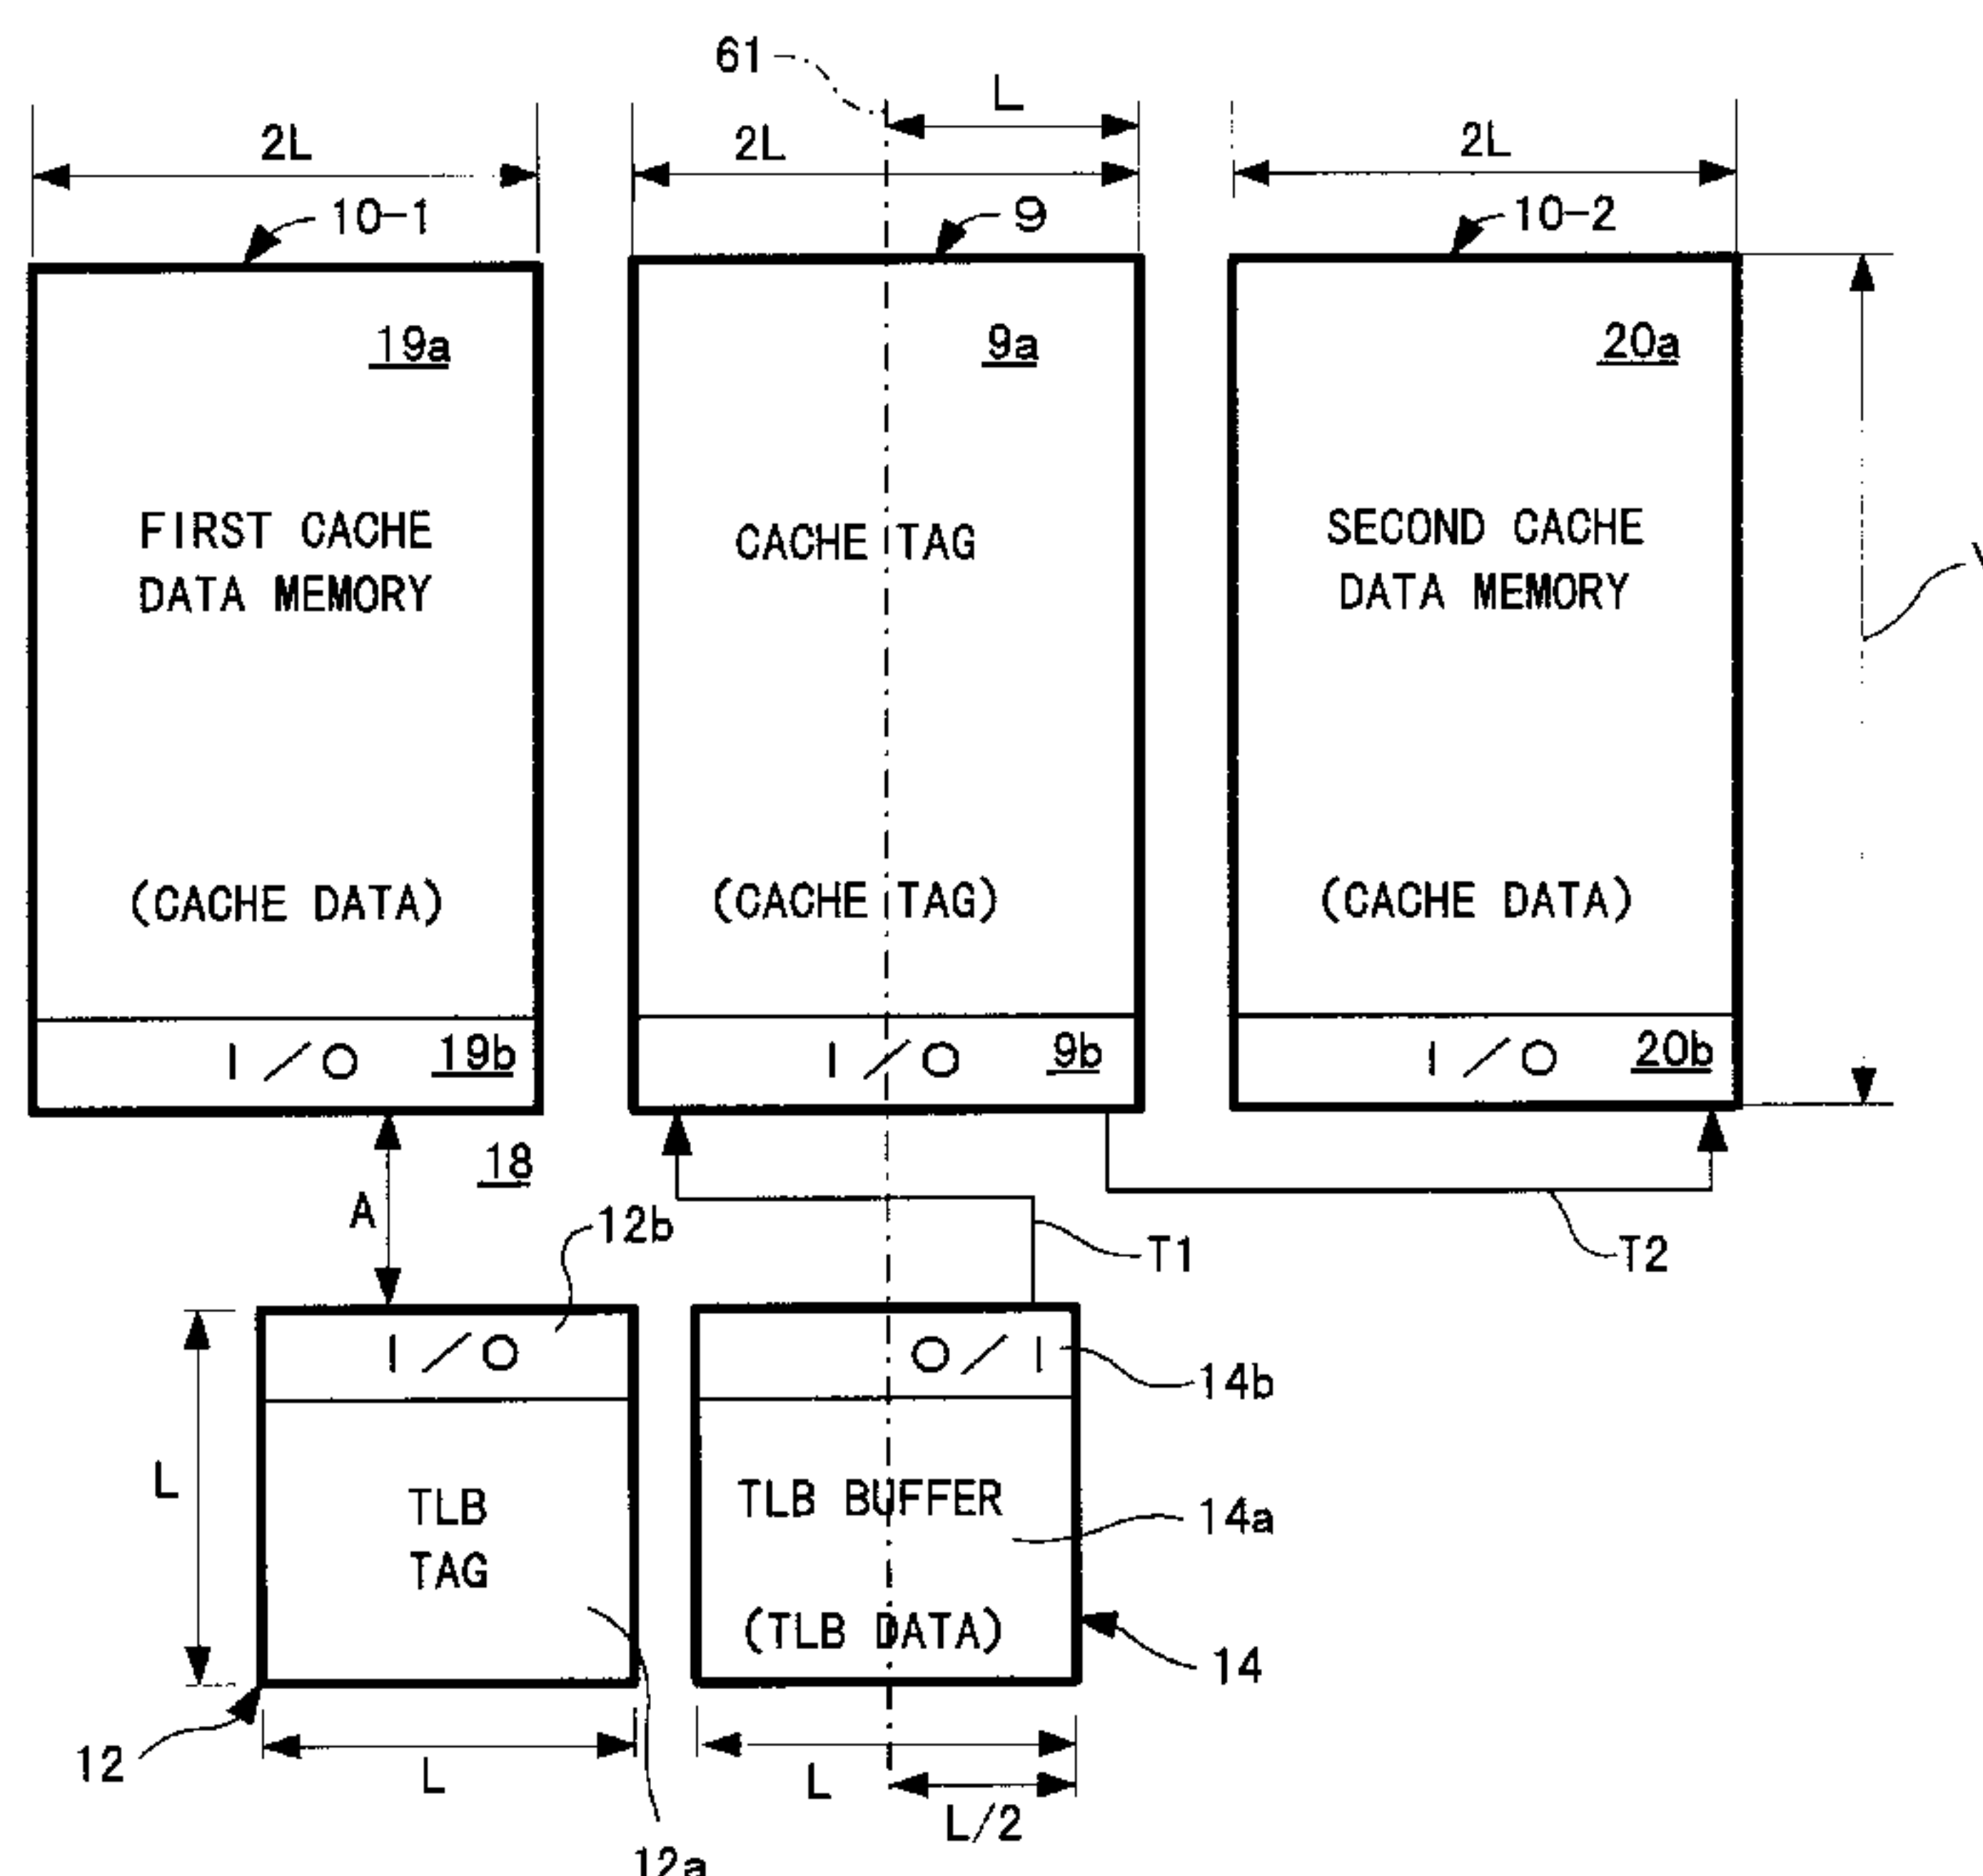 61
L
2L
2L
2L
10-1
9
10-2
19a
9a
20a
FIRST CACHE
DATA MEMORY
CACHE TAG
SECOND CACHE
DATA MEMORY
(CACHE DATA)
(CACHE TAG)
(CACHE DATA)
I/O
19b
I/O
9b
I/O
20b
18
A
12b
T1
T2
I/O
O/I
14b
L
TLB
TAG
TLB BUFFER
14a
(TLB DATA)
14
12
L
L
L/2
12a